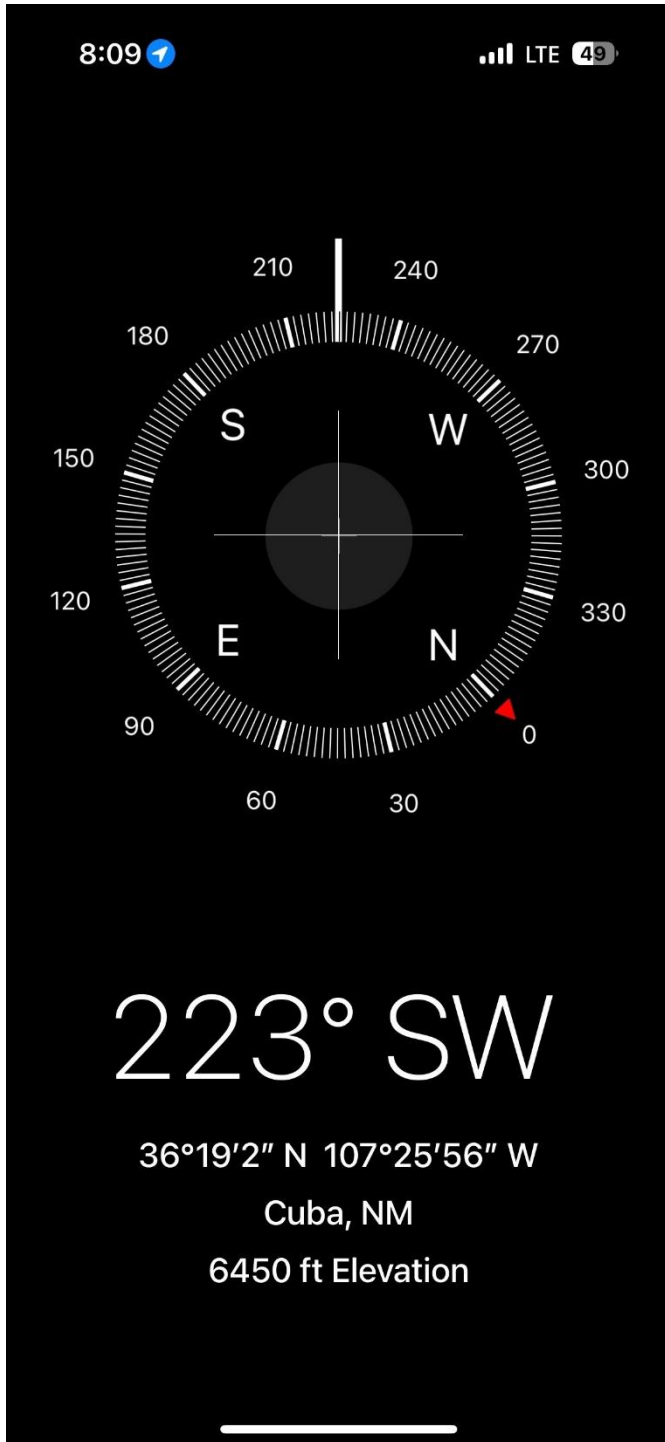 8:09 LTE 49
210 240
180 270
S W
150 300
120 330
E N
90 0
60 30
223° SW
36°19′2″ N 107°25′56″ W
Cuba, NM
6450 ft Elevation